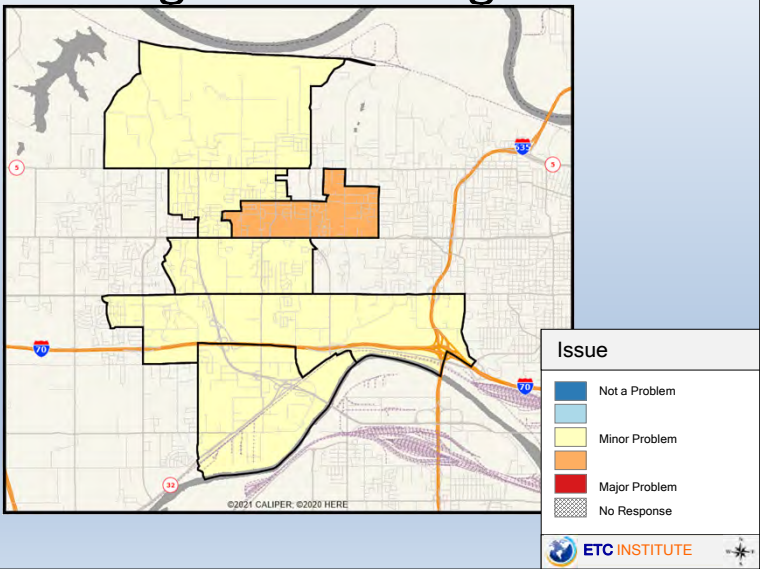 635
5
5
70
70
32
©2021 CALIPER; ©2020 HERE
Issue
Not a Problem
Minor Problem
Major Problem
No Response
ETC INSTITUTE